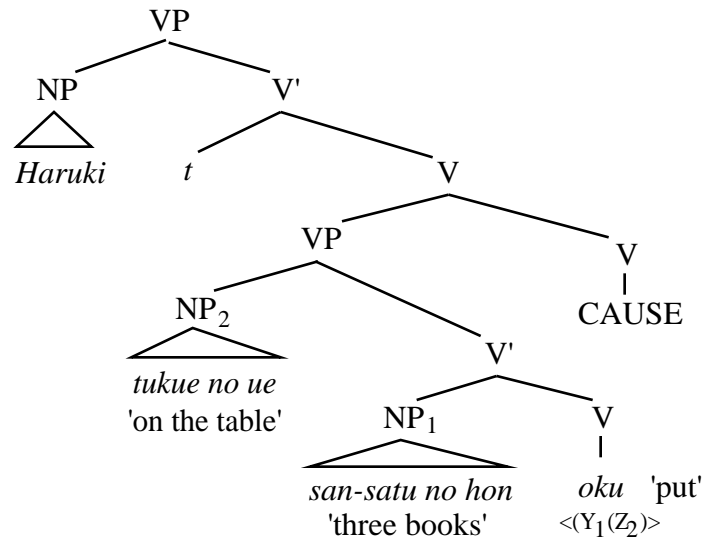 VP
NP V'
Haruki t V
VP V
NP2 CAUSE
V'
tukue no ue
'on the table'
NP1 V
san-satu no hon oku 'put'
'three books' <(Y1(Z2)>